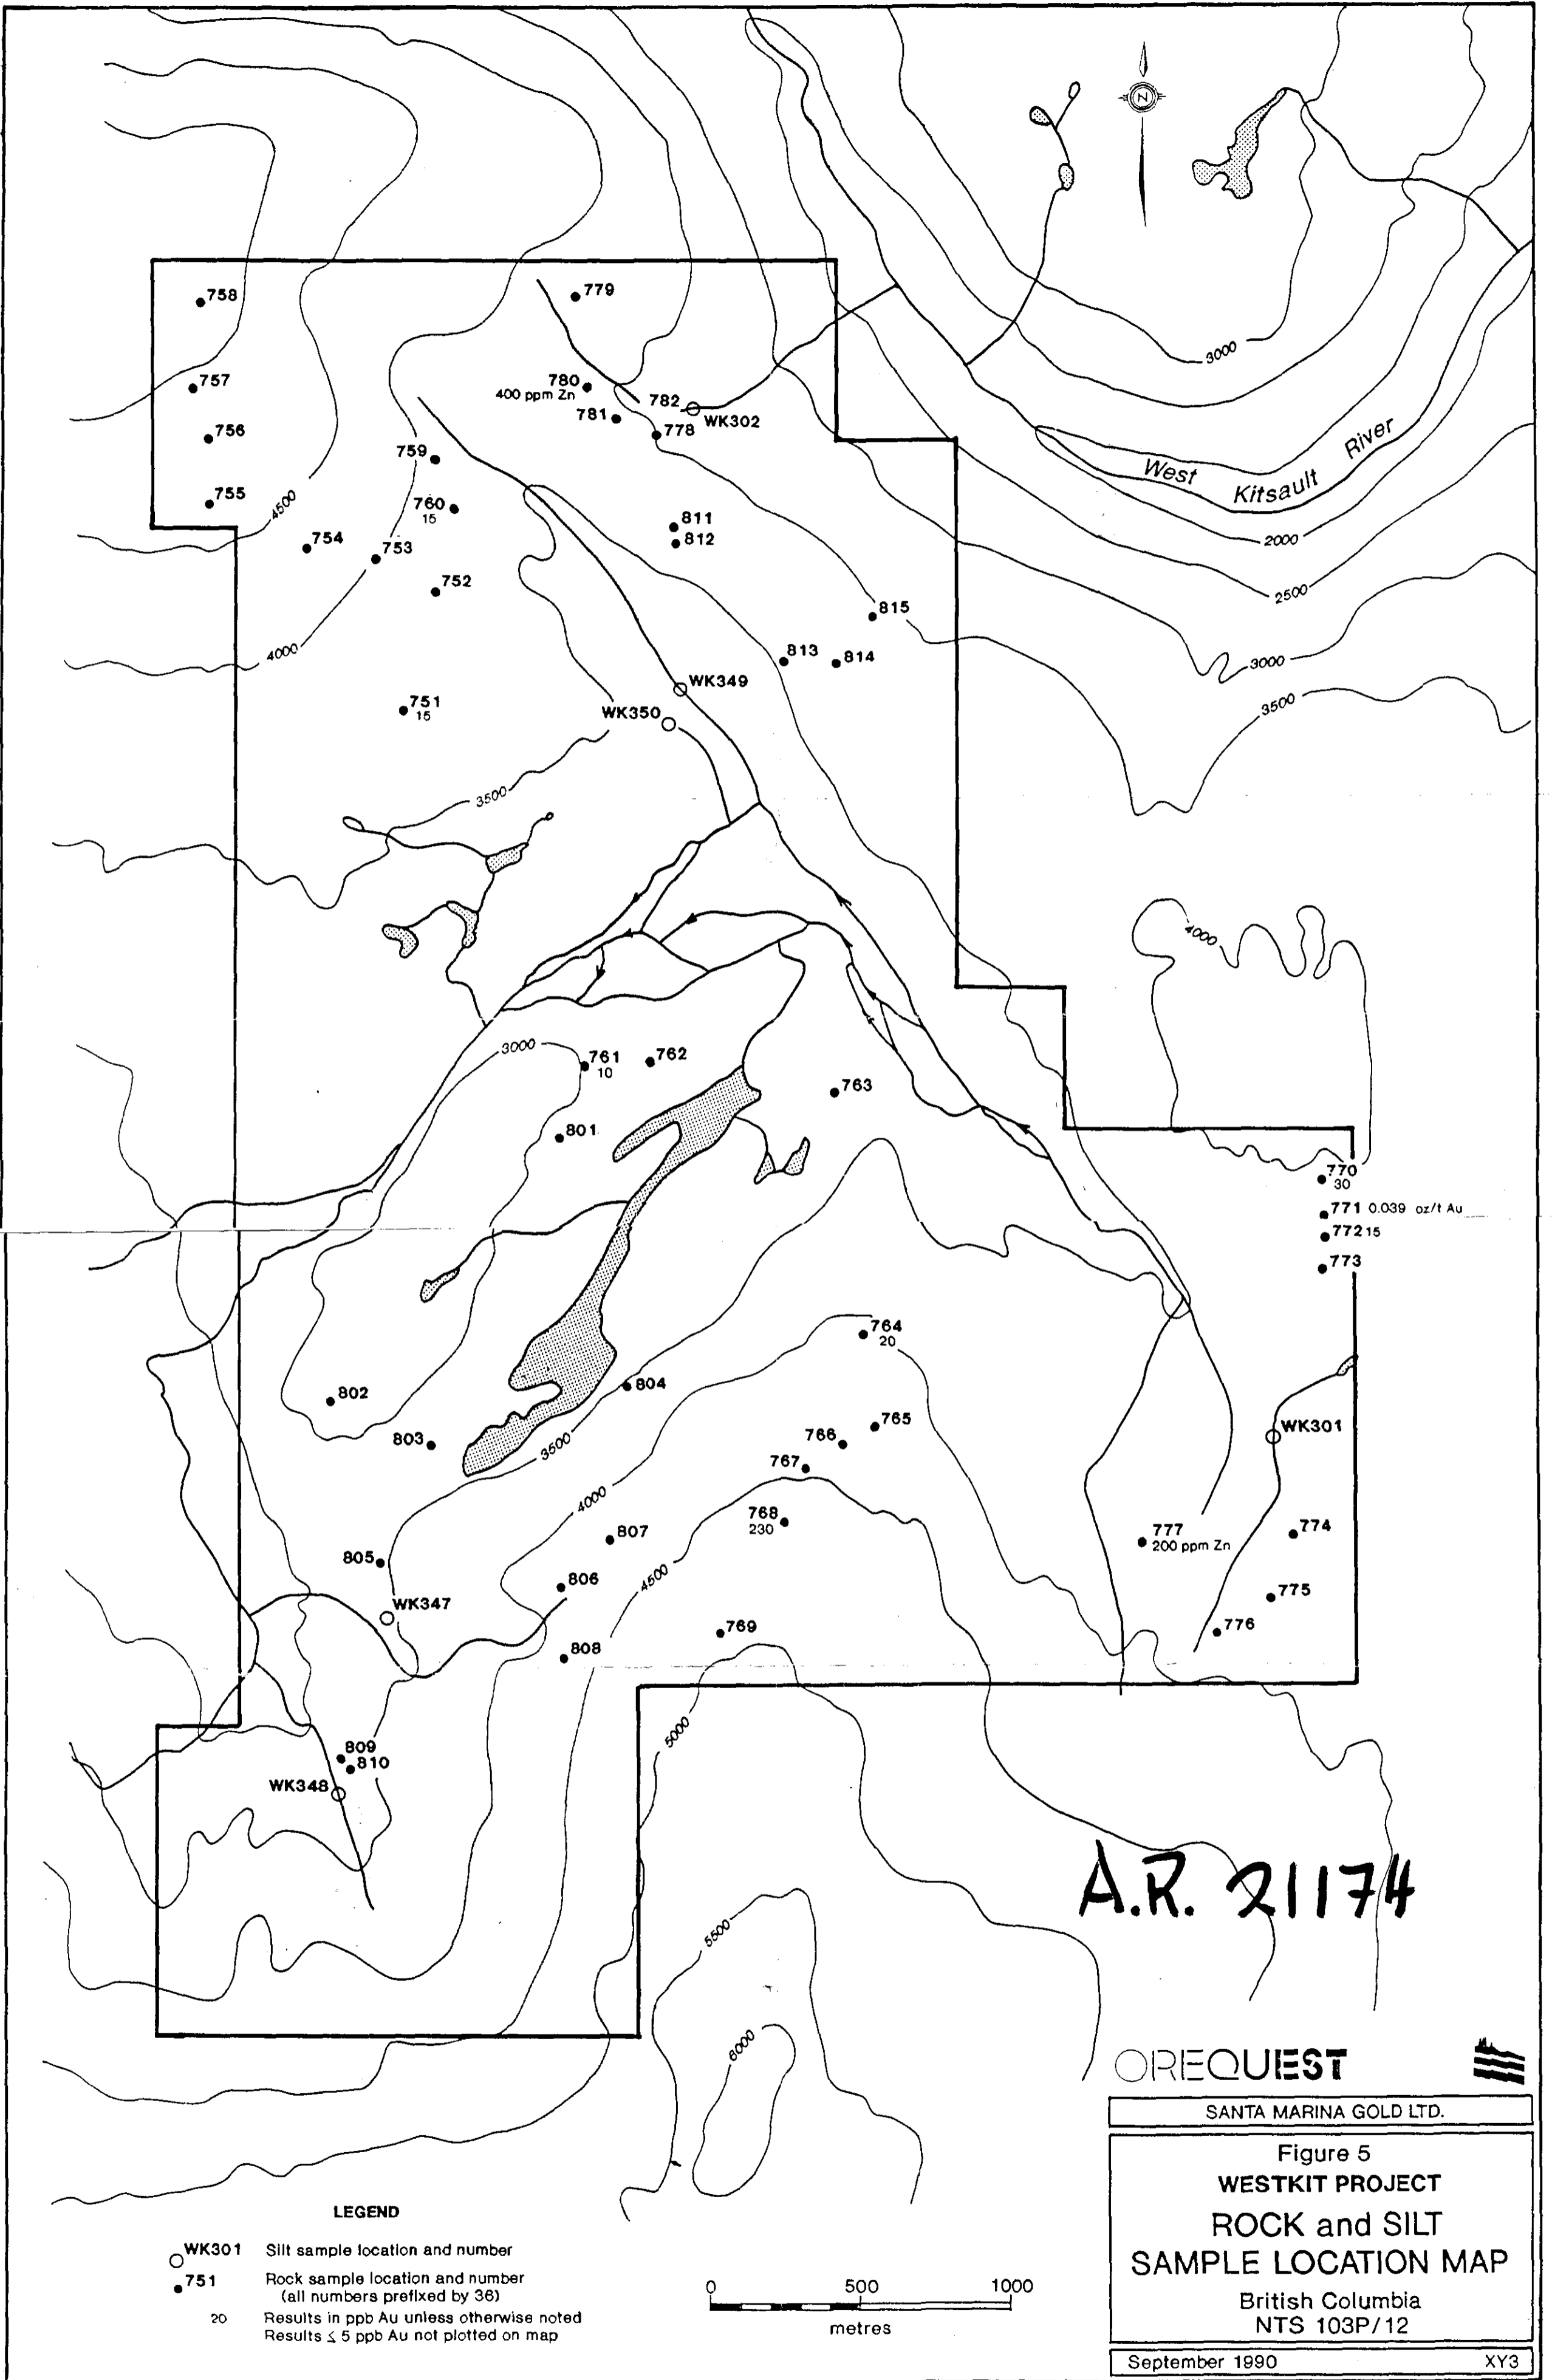 N
758
779
3000
757
780
400 ppm Zn
782
781
WK302
778
756
759
West Kitsault River
755
4500
760
15
811
812
2000
754
753
752
2500
815
4000
813
814
3000
WK349
751
15
WK350
3500
3500
4000
3000
761
10
762
763
801
770
30
771 0.039 oz/t Au
772 15
773
764
20
802
804
803
3500
765
766
WK301
767
4000
768
230
807
777
200 ppm Zn
774
805
806
4500
775
WK347
776
769
808
5000
809
810
WK348
A.R. 21174
5500
6000
OREQUEST
SANTA MARINA GOLD LTD.
Figure 5
WESTKIT PROJECT
ROCK and SILT
SAMPLE LOCATION MAP
British Columbia
NTS 103P/12
September 1990 XY3
LEGEND
WK301 Silt sample location and number
751 Rock sample location and number
(all numbers prefixed by 36)
20 Results in ppb Au unless otherwise noted
Results ≤ 5 ppb Au not plotted on map
0 500 1000
metres